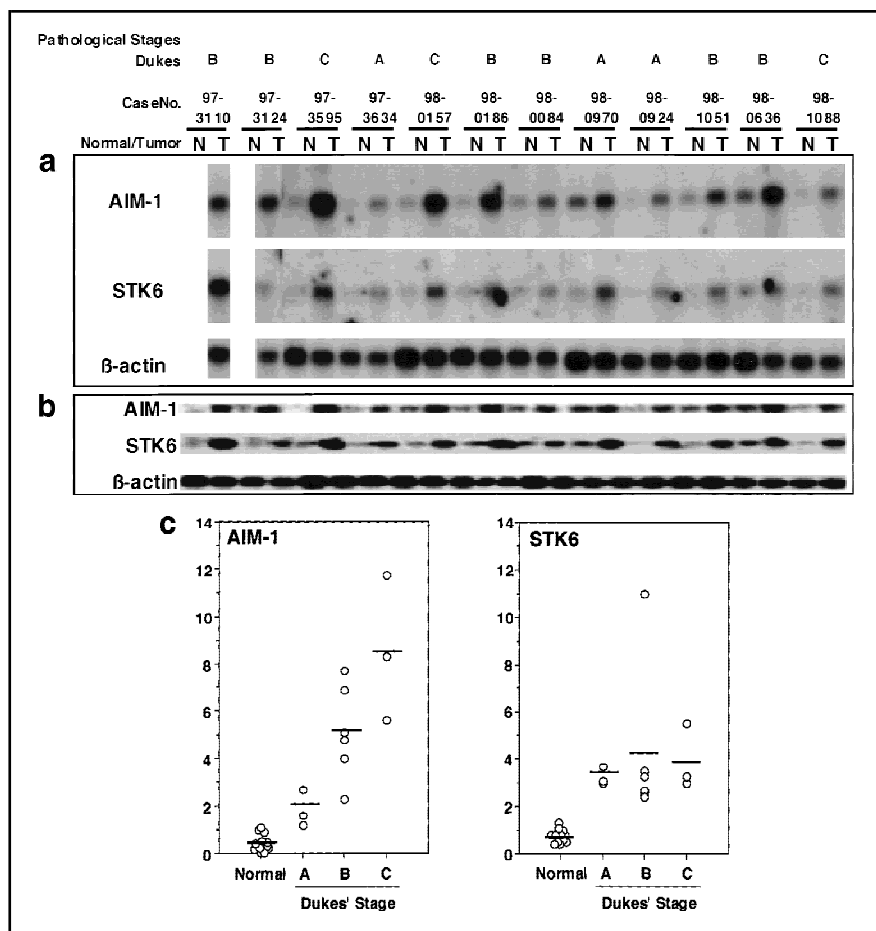 Pathological Stages
Dukes B B C A C B B A A B B C
CaseNo. 97-3110 97-3124 97-3595 97-3634 98-0157 98-0186 98-0084 98-0970 98-0924 98-1051 98-0636 98-1088
Normal/Tumor N T N T N T N T N T N T N T N T N T N T N T N T
a
AIM-1
STK6
ß-actin
b
AIM-1
STK6
ß-actin
c
AIM-1
14
12
10
8
6
4
2
0
Normal A B C
Dukes' Stage
STK6
14
12
10
8
6
4
2
0
Normal A B C
Dukes' Stage